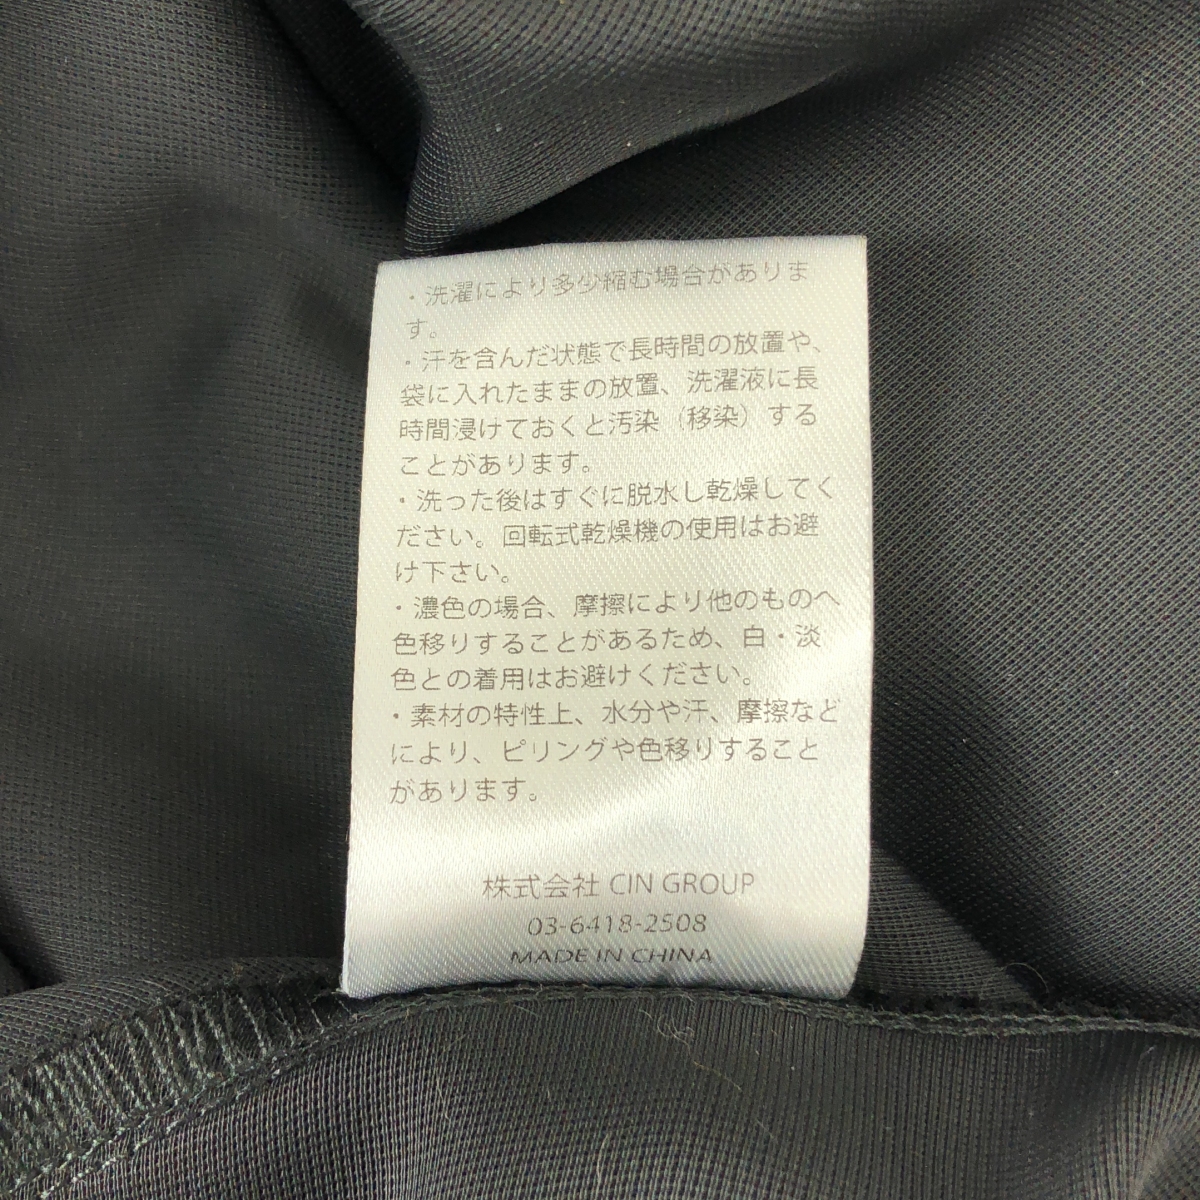 ・洗濯により多少縮む場合がありま
す。
・汗を含んだ状態で長時間の放置や、
袋に入れたままの放置、洗濯液に長
時間浸けておくと汚染（移染）する
ことがあります。
・洗った後はすぐに脱水し乾燥してく
ださい。回転式乾燥機の使用はお避
け下さい。
・濃色の場合、摩擦により他のものへ
色移りすることがあるため、白・淡
色との着用はお避けください。
・素材の特性上、水分や汗、摩擦など
により、ピリングや色移りすること
があります。
株式会社 CIN GROUP
03-6418-2508
MADE IN CHINA